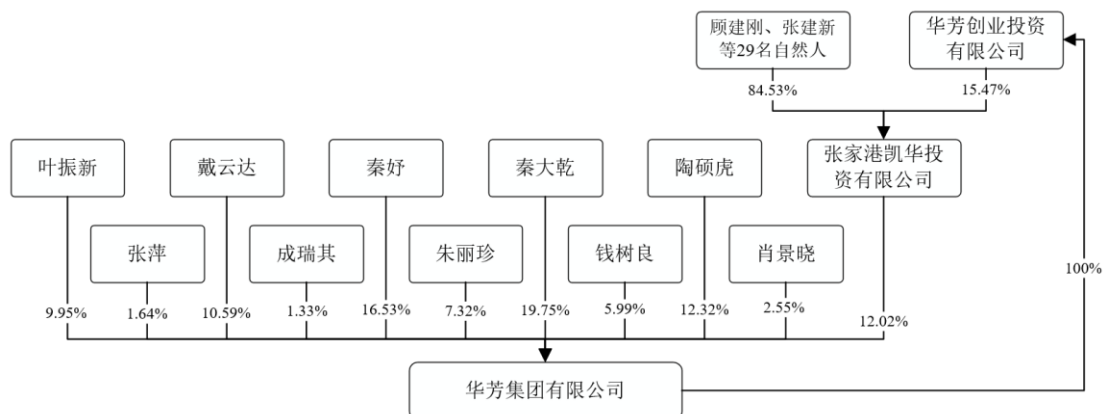 顾建刚、张建新
等29名自然人
华芳创业投资
有限公司
84.53%
15.47%
叶振新
戴云达
秦妤
秦大乾
陶硕虎
张家港凯华投
资有限公司
张萍
成瑞其
朱丽珍
钱树良
肖景晓
100%
9.95%
1.64%
10.59%
1.33%
16.53%
7.32%
19.75%
5.99%
12.32%
2.55%
12.02%
华芳集团有限公司